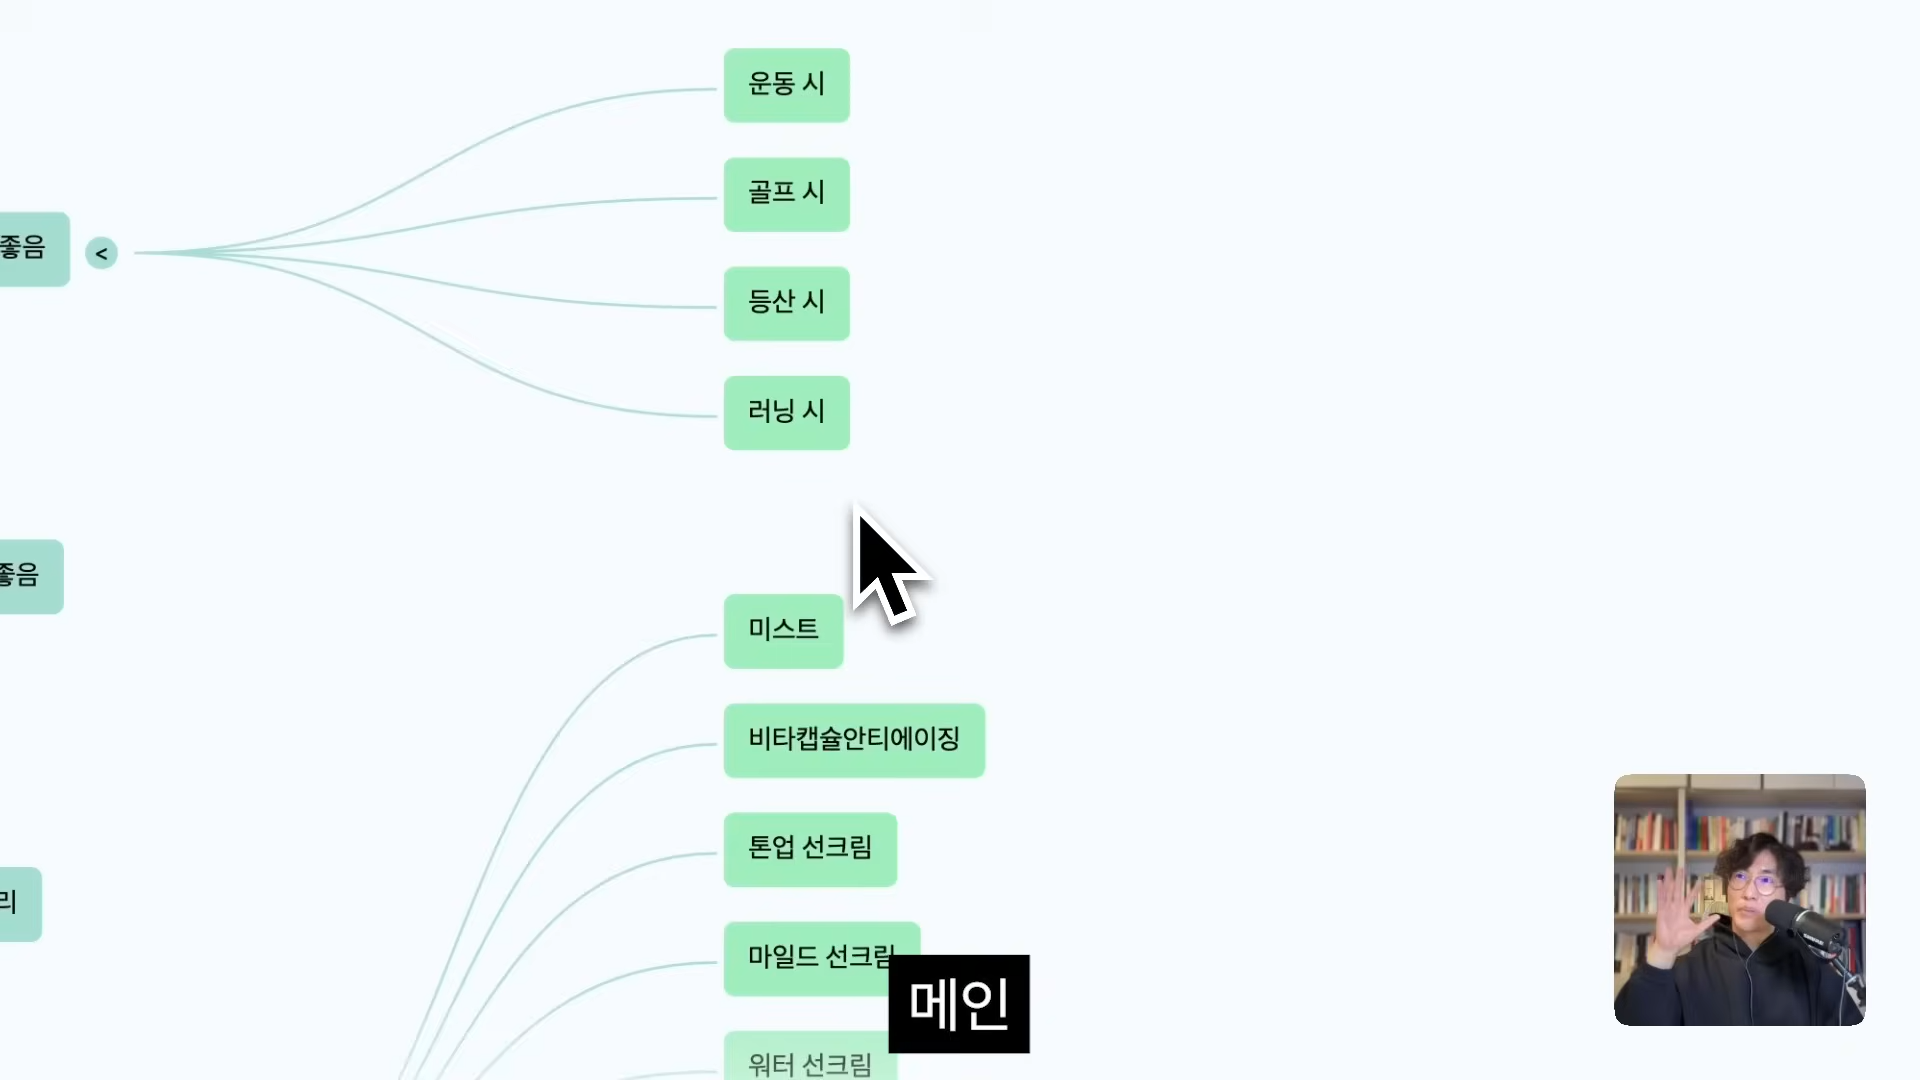 운동 시
골프 시
좋음
<
등산 시
러닝 시
좋음
미스트
비타캡슐안티에이징
톤업 선크림
리
마일드 선크림
메인
워터 선크림